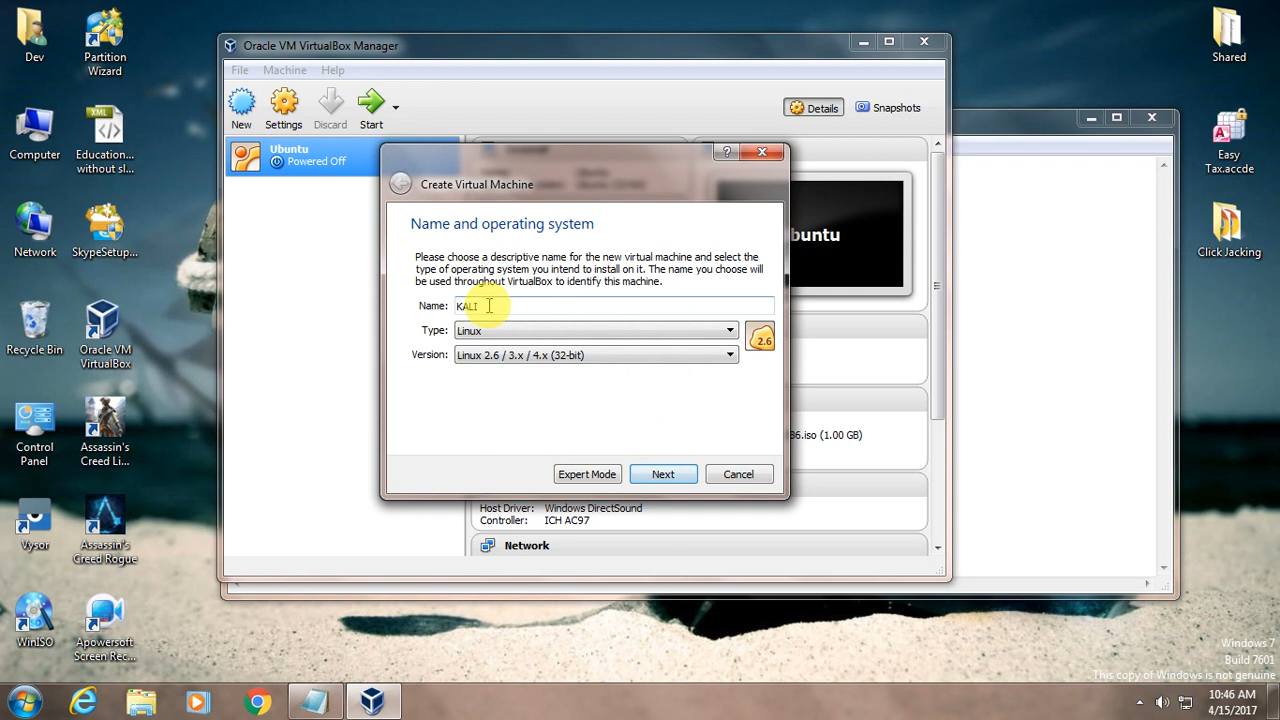 Dev
Partition
Wizard
Computer
Education...
without sl...
Network
SkypeSetup...
Recycle Bin
Oracle VM
VirtualBox
Control
Panel
Assassin's
Creed Li...
Vysor
Assassin's
Creed Rogue
WinISO
Apowersoft
Screen Rec...
XML
Oracle VM VirtualBox Manager
File Machine Help
New Settings Discard Start
Details Snapshots
Ubuntu
Powered Off
Create Virtual Machine
Name and operating system
Please choose a descriptive name for the new virtual machine and select the
type of operating system you intend to install on it. The name you choose will
be used throughout VirtualBox to identify this machine.
Name: KALI
Type: Linux
2.6
Version: Linux 2.6 / 3.x / 4.x (32-bit)
Expert Mode Next Cancel
buntu
86.iso (1.00 GB)
Host Driver: Windows DirectSound
Controller: ICH AC97
Network
Shared
Easy
Tax.accde
Click Jacking
Windows 7
Build 7601
This copy of Windows is not genuine
10:46 AM
4/15/2017